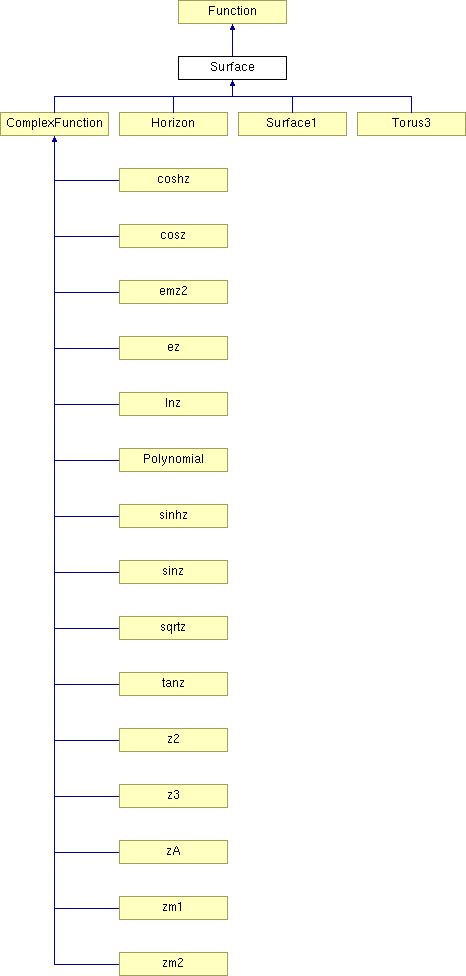 Function
Surface
ComplexFunction
Horizon
Surface1
Torus3
coshz
cosz
emz2
ez
lnz
Polynomial
sinhz
sinz
sqrtz
tanz
z2
z3
zA
zm1
zm2